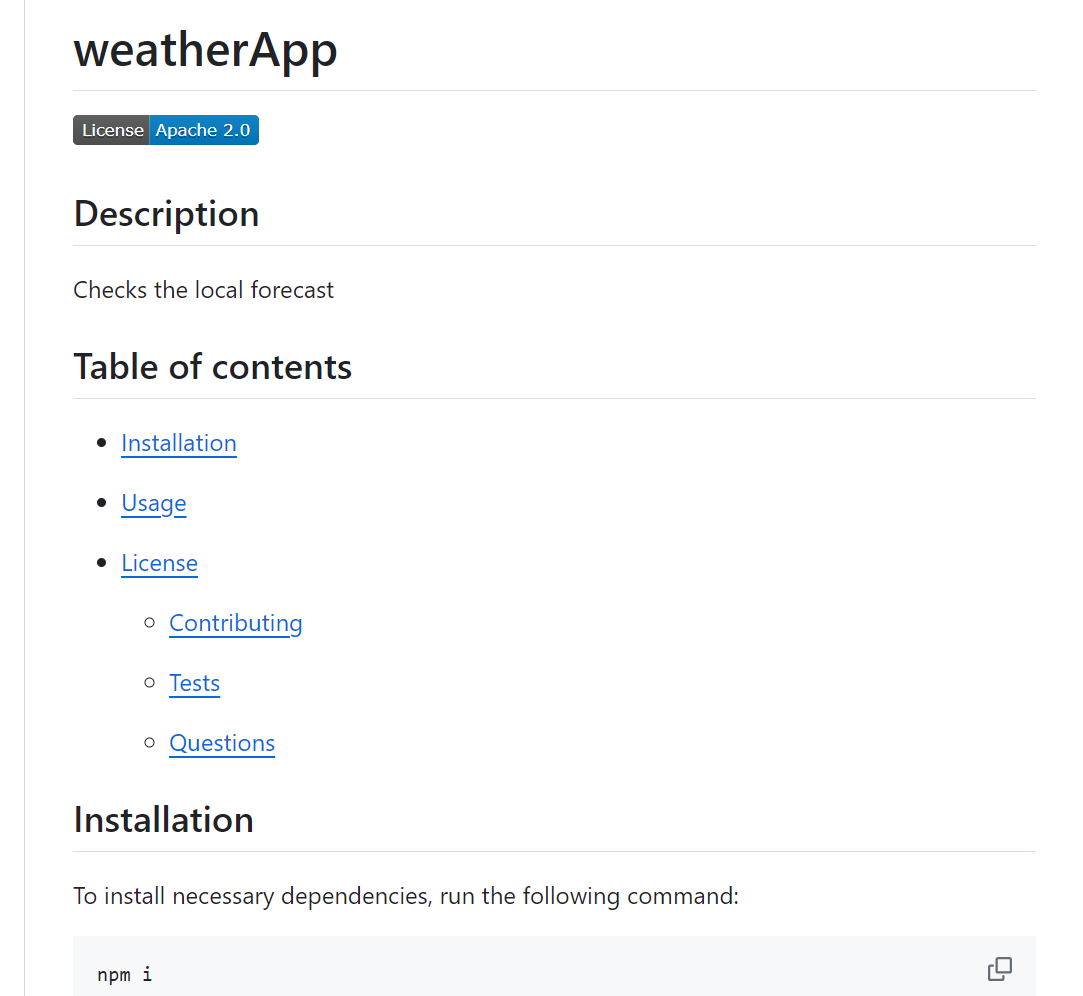 weatherApp
License Apache 2.0
Description
Checks the local forecast
Table of contents
Installation
Usage
License
Contributing
Tests
Questions
Installation
To install necessary dependencies, run the following command:
npm i